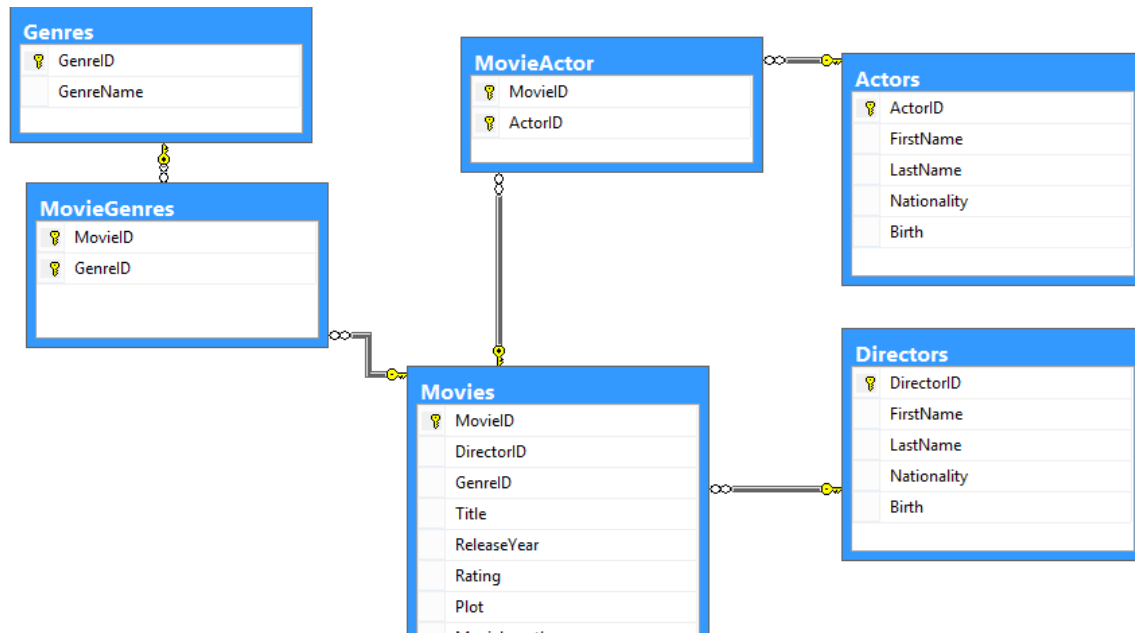 Genres
GenreID
GenreName
MovieGenres
MovieID
GenreID
MovieActor
MovieID
ActorID
Actors
ActorID
FirstName
LastName
Nationality
Birth
Movies
MovieID
DirectorID
GenreID
Title
ReleaseYear
Rating
Plot
Directors
DirectorID
FirstName
LastName
Nationality
Birth